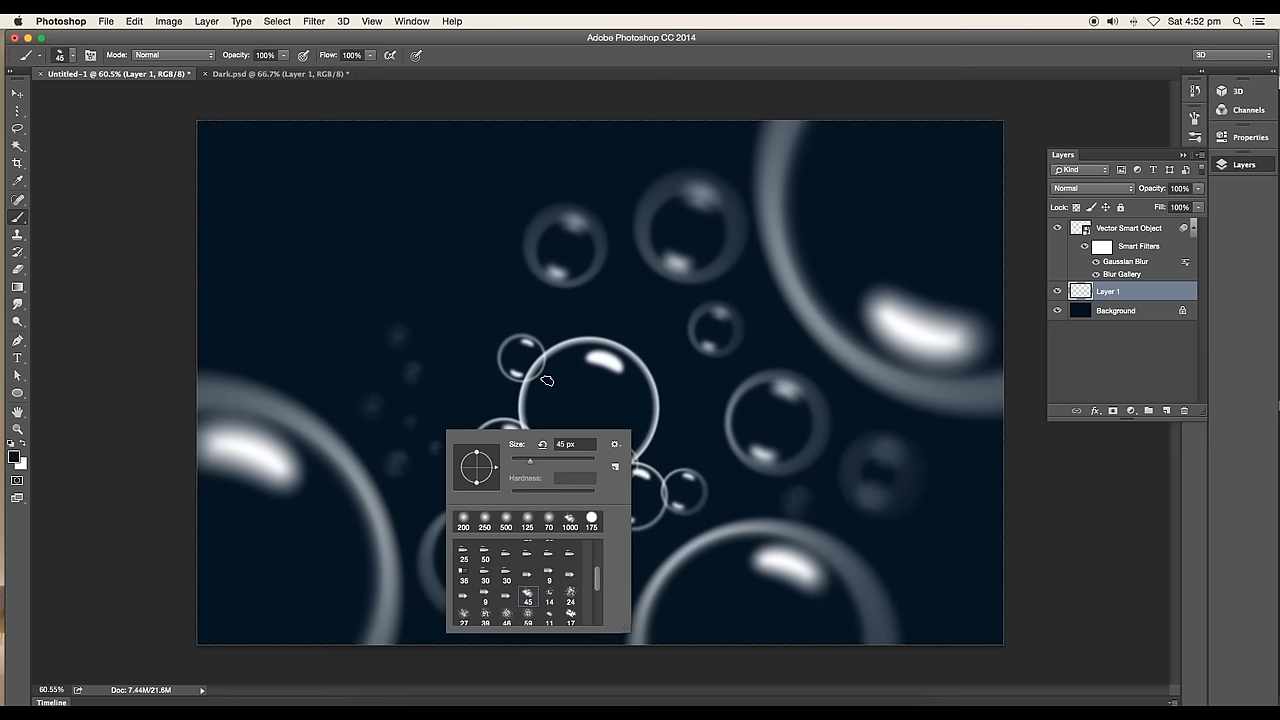 Photoshop File Edit Image Layer Type Select Filter 3D View Window Help Sat 4:52 pm
Adobe Photoshop CC 2014
45 Mode: Normal Opacity: 100% Flow: 100% 3D
× Untitled-1 @ 60.5% (Layer 1, RGB/8) * × Dark.psd @ 66.7% (Layer 1, RGB/8) *
3D
Channels
Properties
Layers
Layers
Kind
Normal Opacity: 100%
Lock: Fill: 100%
Vector Smart Object
Smart Filters
Gaussian Blur
Blur Gallery
Layer 1
Background
fx
Size: 45 px
Hardness:
200 250 500 125 70 1000 175
25 50
36 30 30 9
9 45 14 24
27 39 46 59 11 17
60.55% Doc: 7.44M/21.6M
Timeline